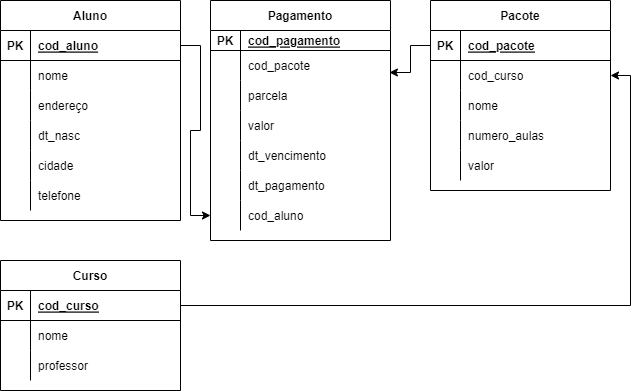 Aluno
PK cod_aluno
nome
endereço
dt_nasc
cidade
telefone
Pagamento
PK cod_pagamento
cod_pacote
parcela
valor
dt_vencimento
dt_pagamento
cod_aluno
Pacote
PK cod_pacote
cod_curso
nome
numero_aulas
valor
Curso
PK cod_curso
nome
professor